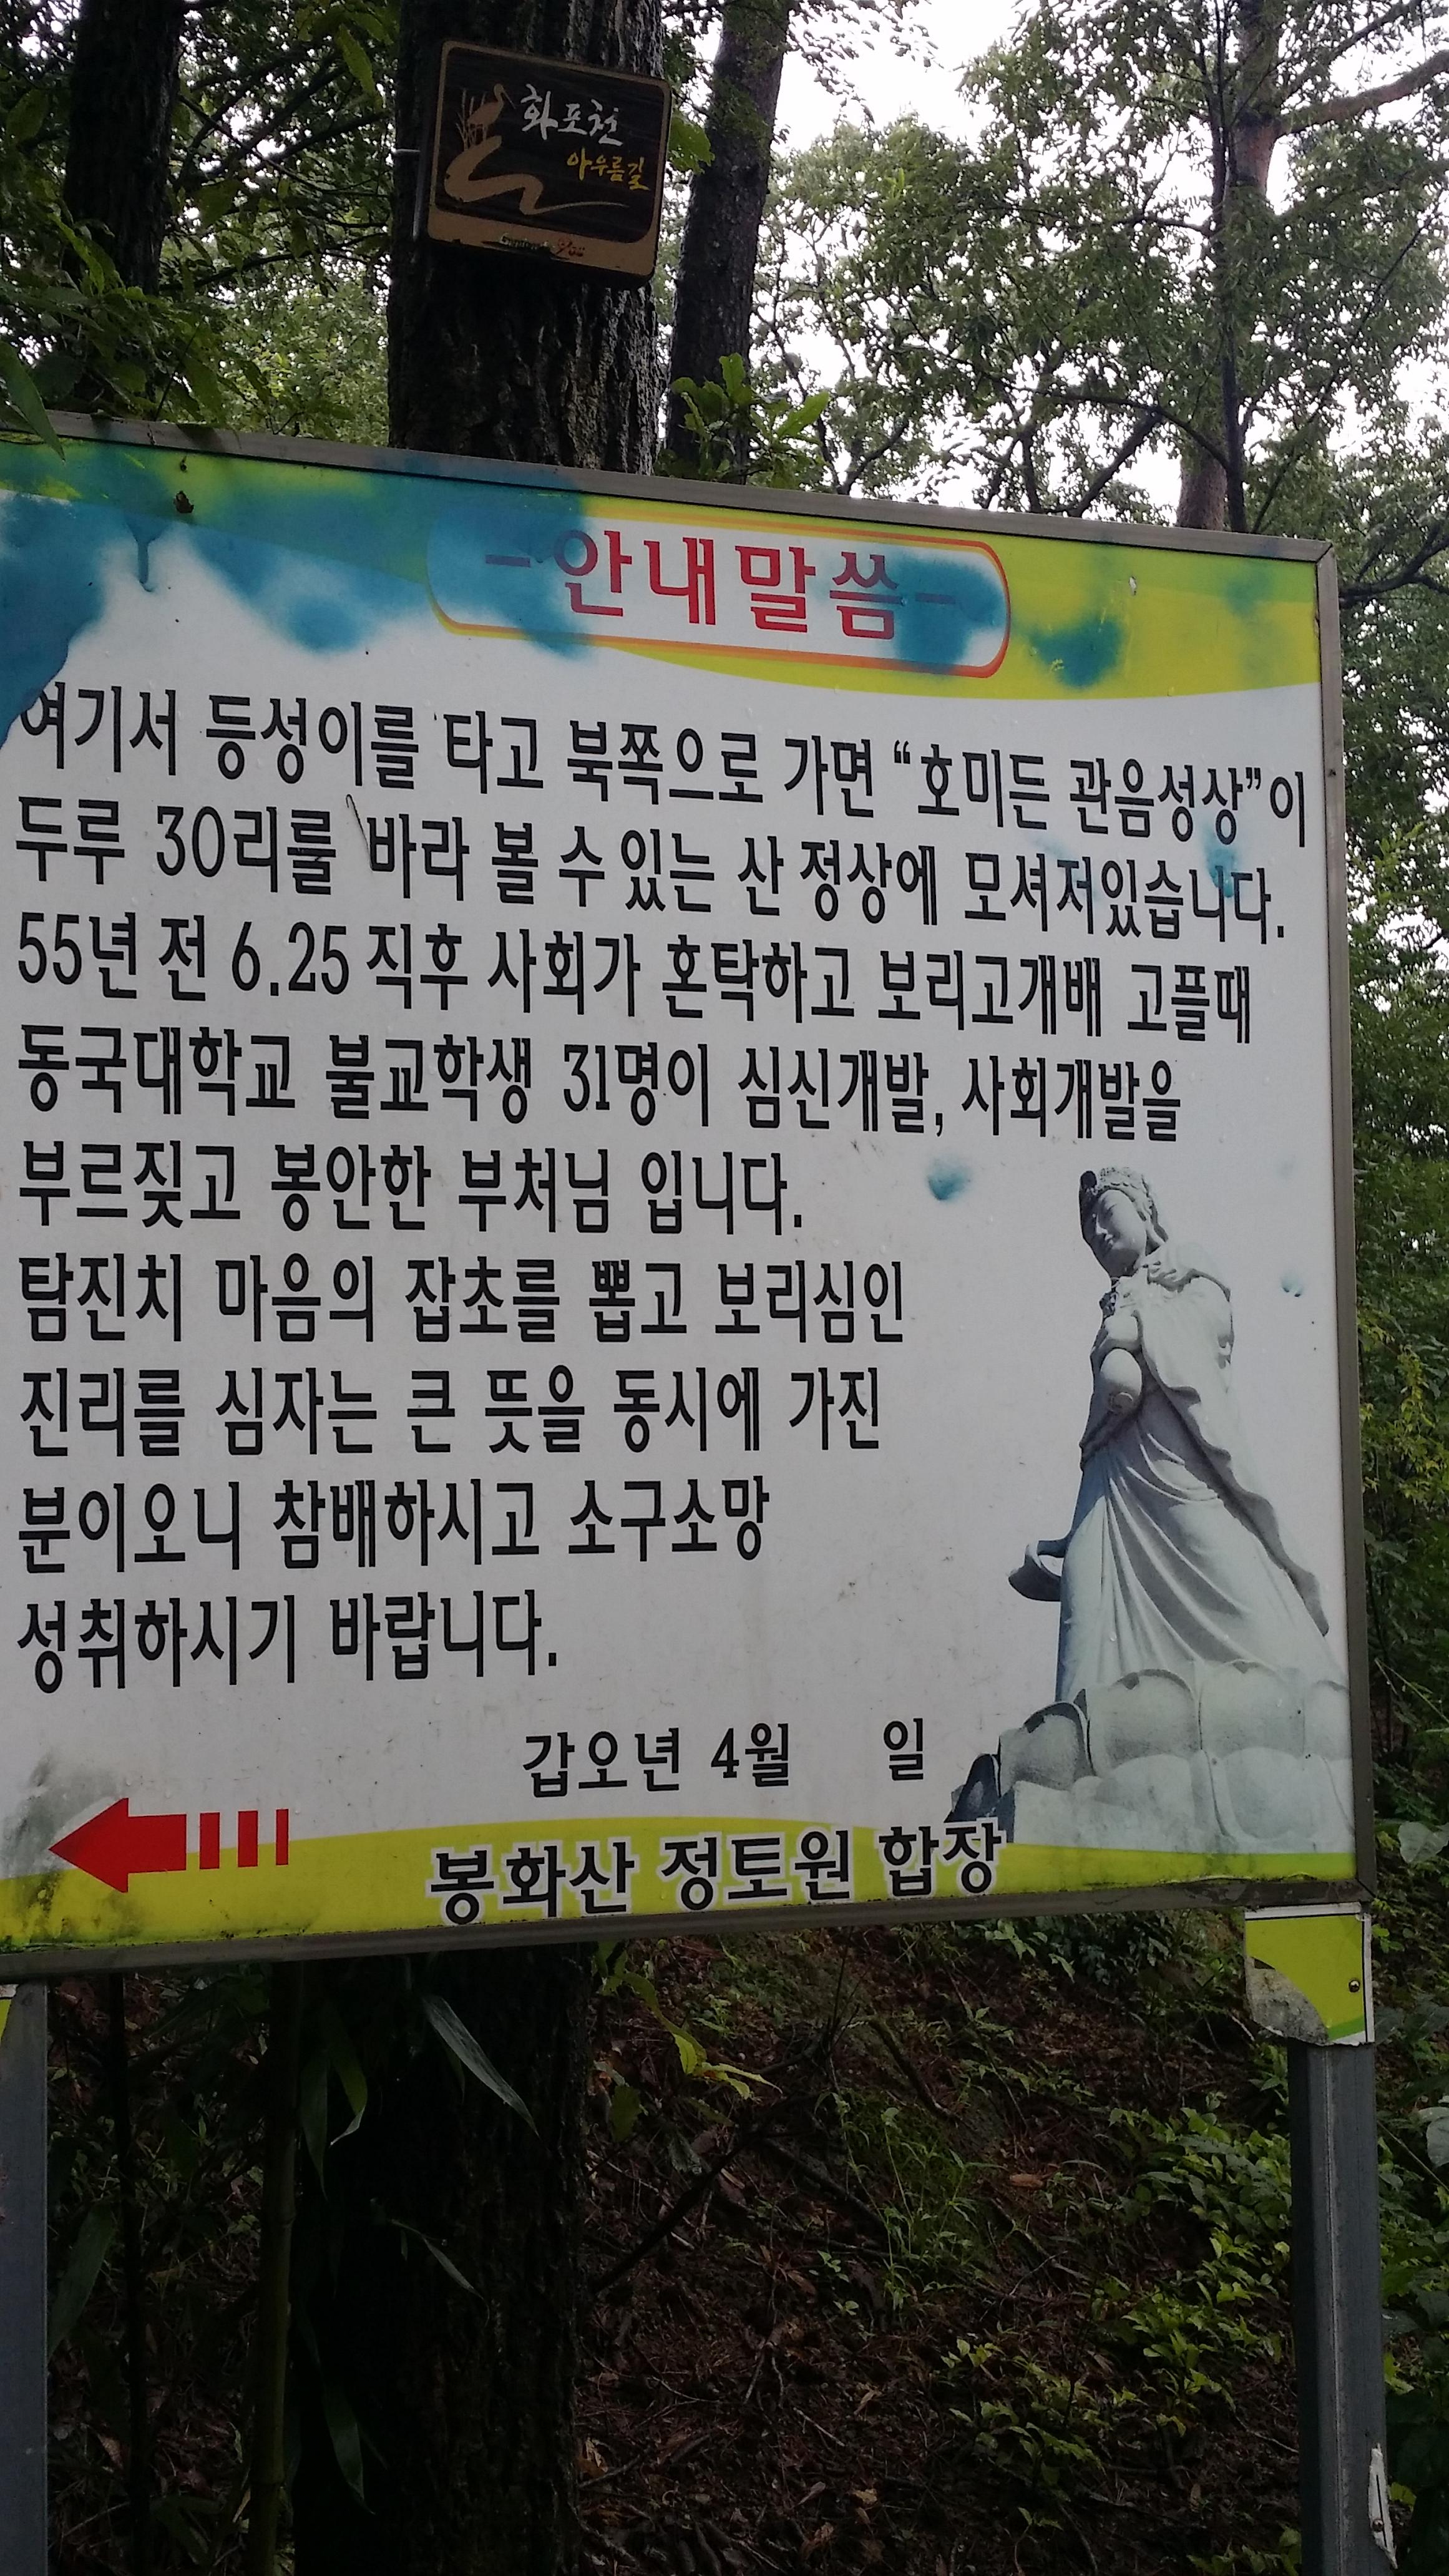 화포천
아우름길
-안내말씀-
여기서 등성이를 타고 북쪽으로 가면 “호미든 관음성상”이
두루 30리룰 바라 볼 수 있는 산 정상에 모셔져있습니다.
55년 전 6.25 직후 사회가 혼탁하고 보리고개배 고플때
동국대학교 불교학생 31명이 심신개발, 사회개발을
부르짖고 봉안한 부처님 입니다.
탐진치 마음의 잡초를 뽑고 보리심인
진리를 심자는 큰 뜻을 동시에 가진
분이오니 참배하시고 소구소망
성취하시기 바랍니다.
갑오년 4월 일
봉화산 정토원 합장